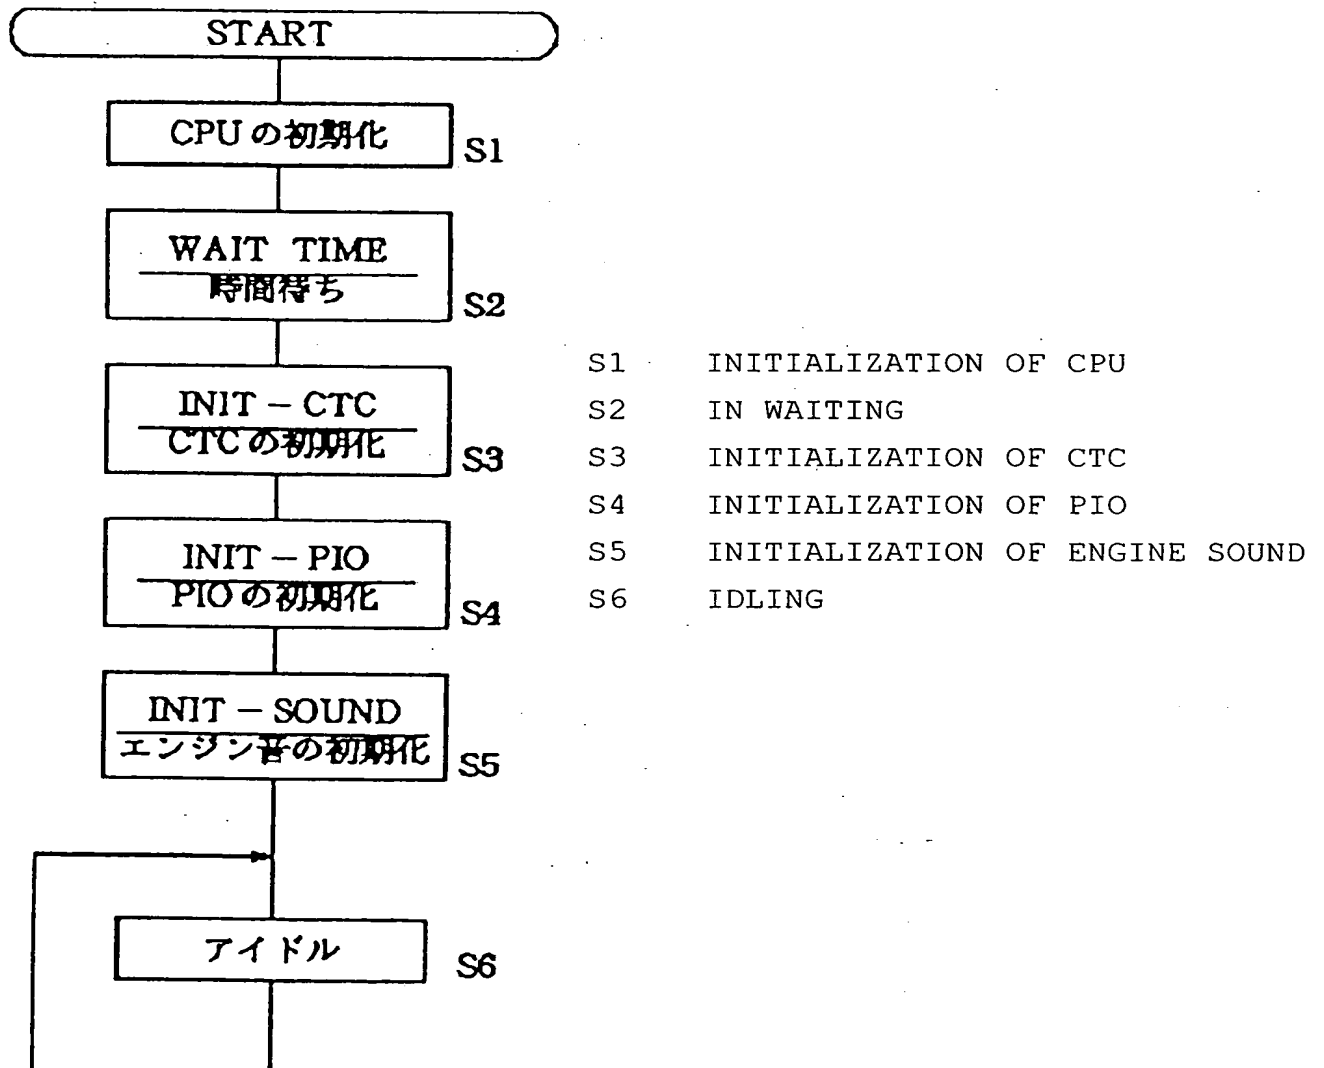 START
CPUの初期化
S1
WAIT TIME
時間待ち
S2
INIT－CTC
CTCの初期化
S3
INIT－PIO
PIOの初期化
S4
INIT－SOUND
エンジン音の初期化
S5
アイドル
S6
S1 INITIALIZATION OF CPU
S2 IN WAITING
S3 INITIALIZATION OF CTC
S4 INITIALIZATION OF PIO
S5 INITIALIZATION OF ENGINE SOUND
S6 IDLING